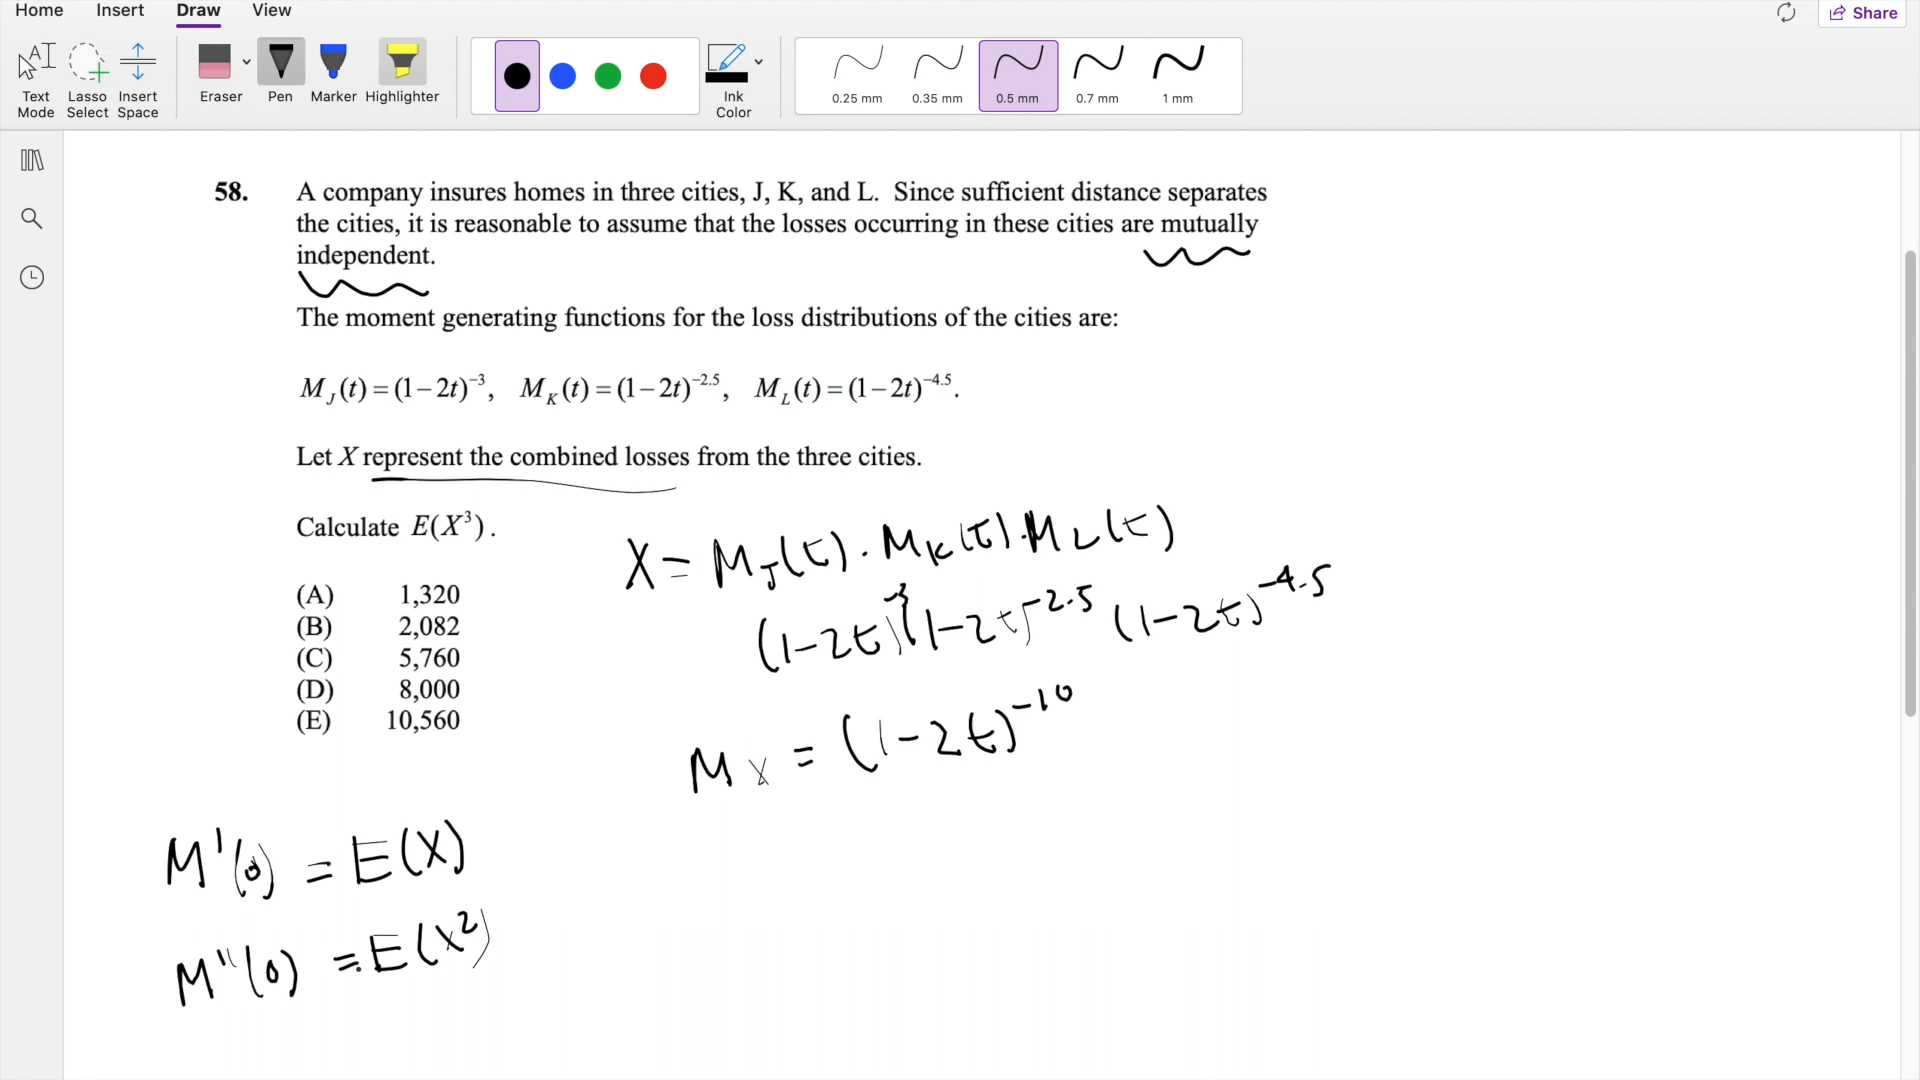 Home Insert Draw View
Share
Text Mode
Lasso Select
Insert Space
Eraser
Pen
Marker
Highlighter
Ink Color
0.25 mm
0.35 mm
0.5 mm
0.7 mm
1 mm
58. A company insures homes in three cities, J, K, and L. Since sufficient distance separates
the cities, it is reasonable to assume that the losses occurring in these cities are mutually
independent.
The moment generating functions for the loss distributions of the cities are:
M_J(t) = (1 – 2t)^{–3}, M_K(t) = (1 – 2t)^{–2.5}, M_L(t) = (1 – 2t)^{–4.5}.
Let X represent the combined losses from the three cities.
Calculate E(X³).
X = M_J(t) · M_K(t) · M_L(t)
(A) 1,320
(1-2t)^{-3} (1-2t)^{-2.5} (1-2t)^{-4.5}
(B) 2,082
(C) 5,760
(D) 8,000
(E) 10,560
M_X = (1-2t)^{-10}
M'(0) = E(X)
M''(0) = E(X²)